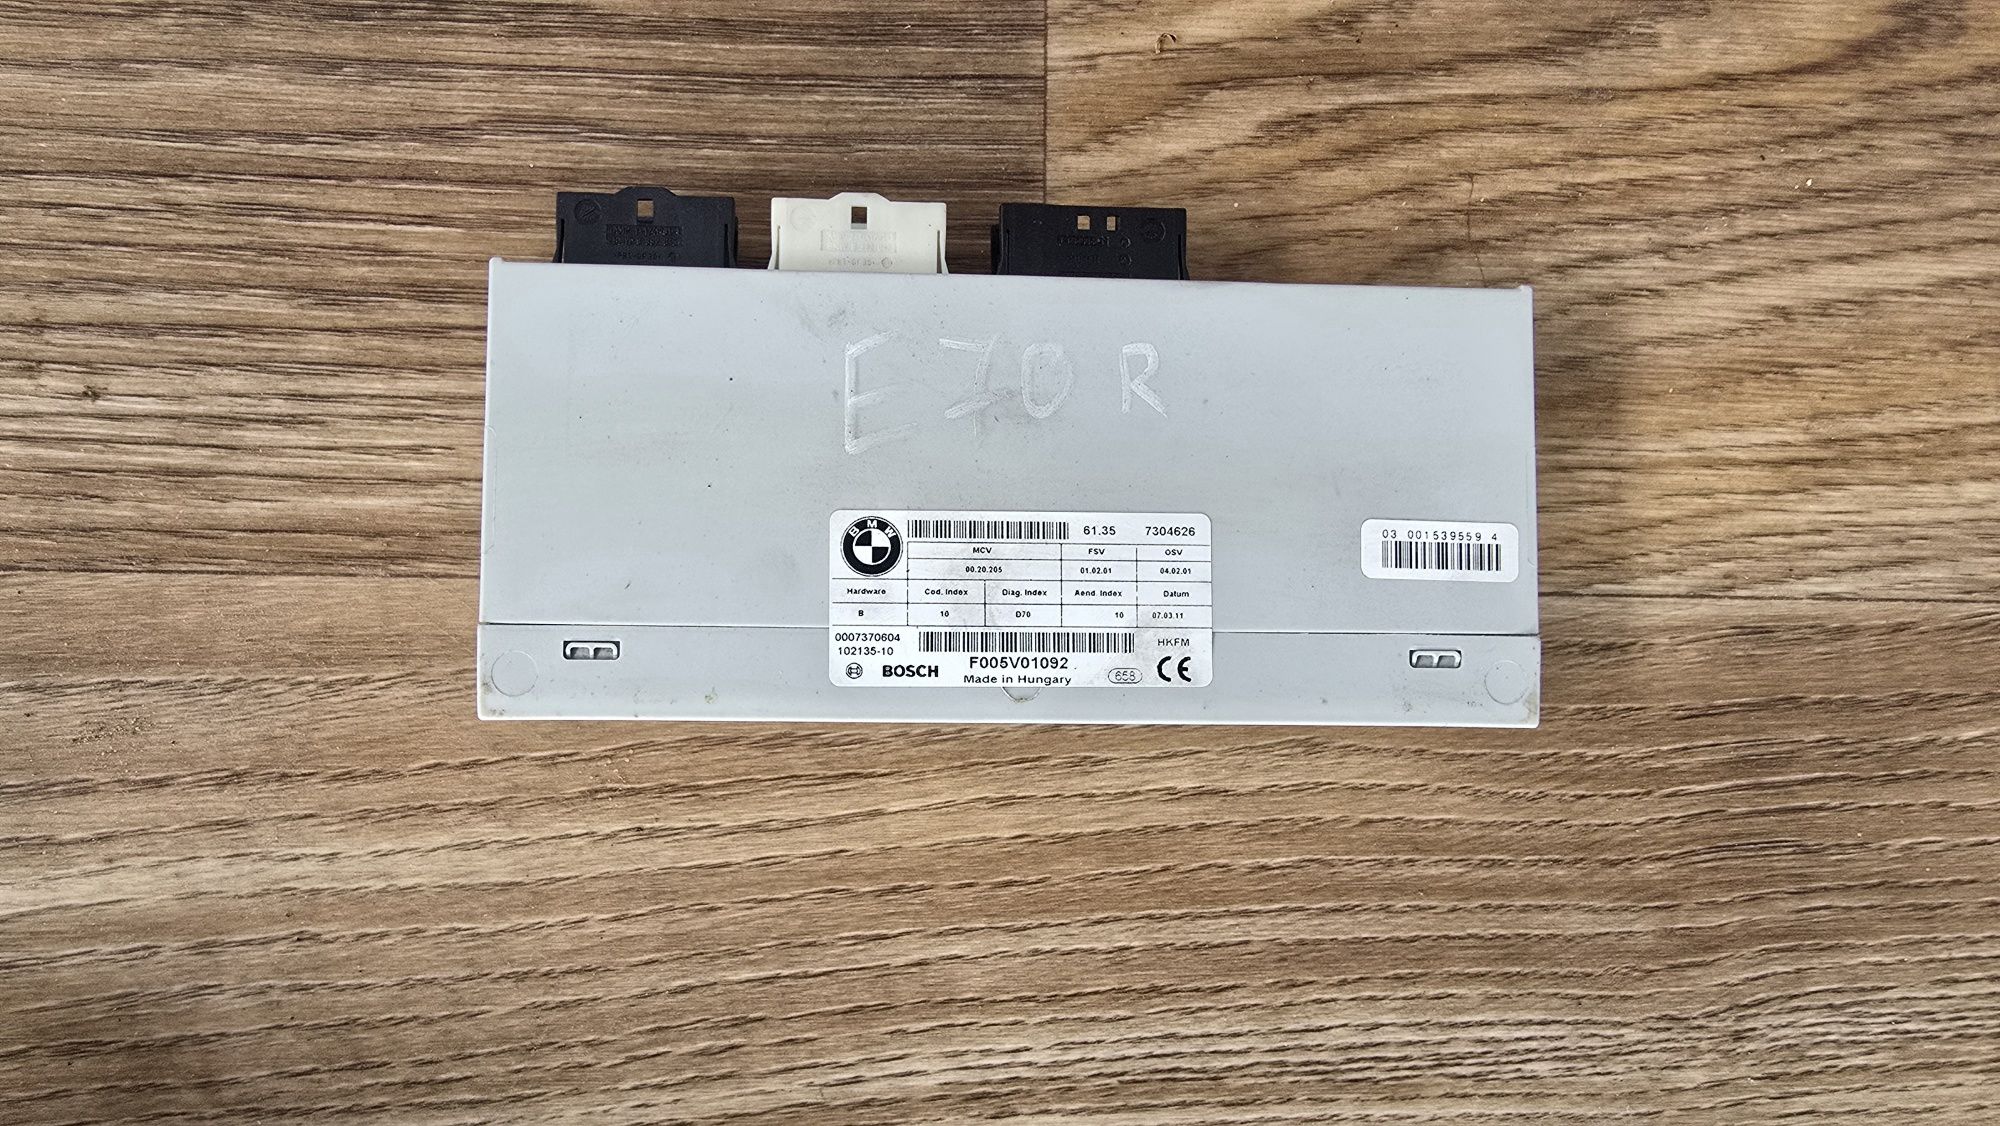 E70 R
BMW
61.35 7304626
MCV FSV OSV
00.20.205 01.02.01 04.02.01
Hardware Cod. Index Diag. Index Aend. Index Datum
B 10 D70 10 07.03.11
0007370604 HKFM
102135-10
BOSCH F005V01092
Made in Hungary 658 CE
03 001539559 4